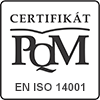 CERTIFIKÁT
PQM
EN ISO 14001